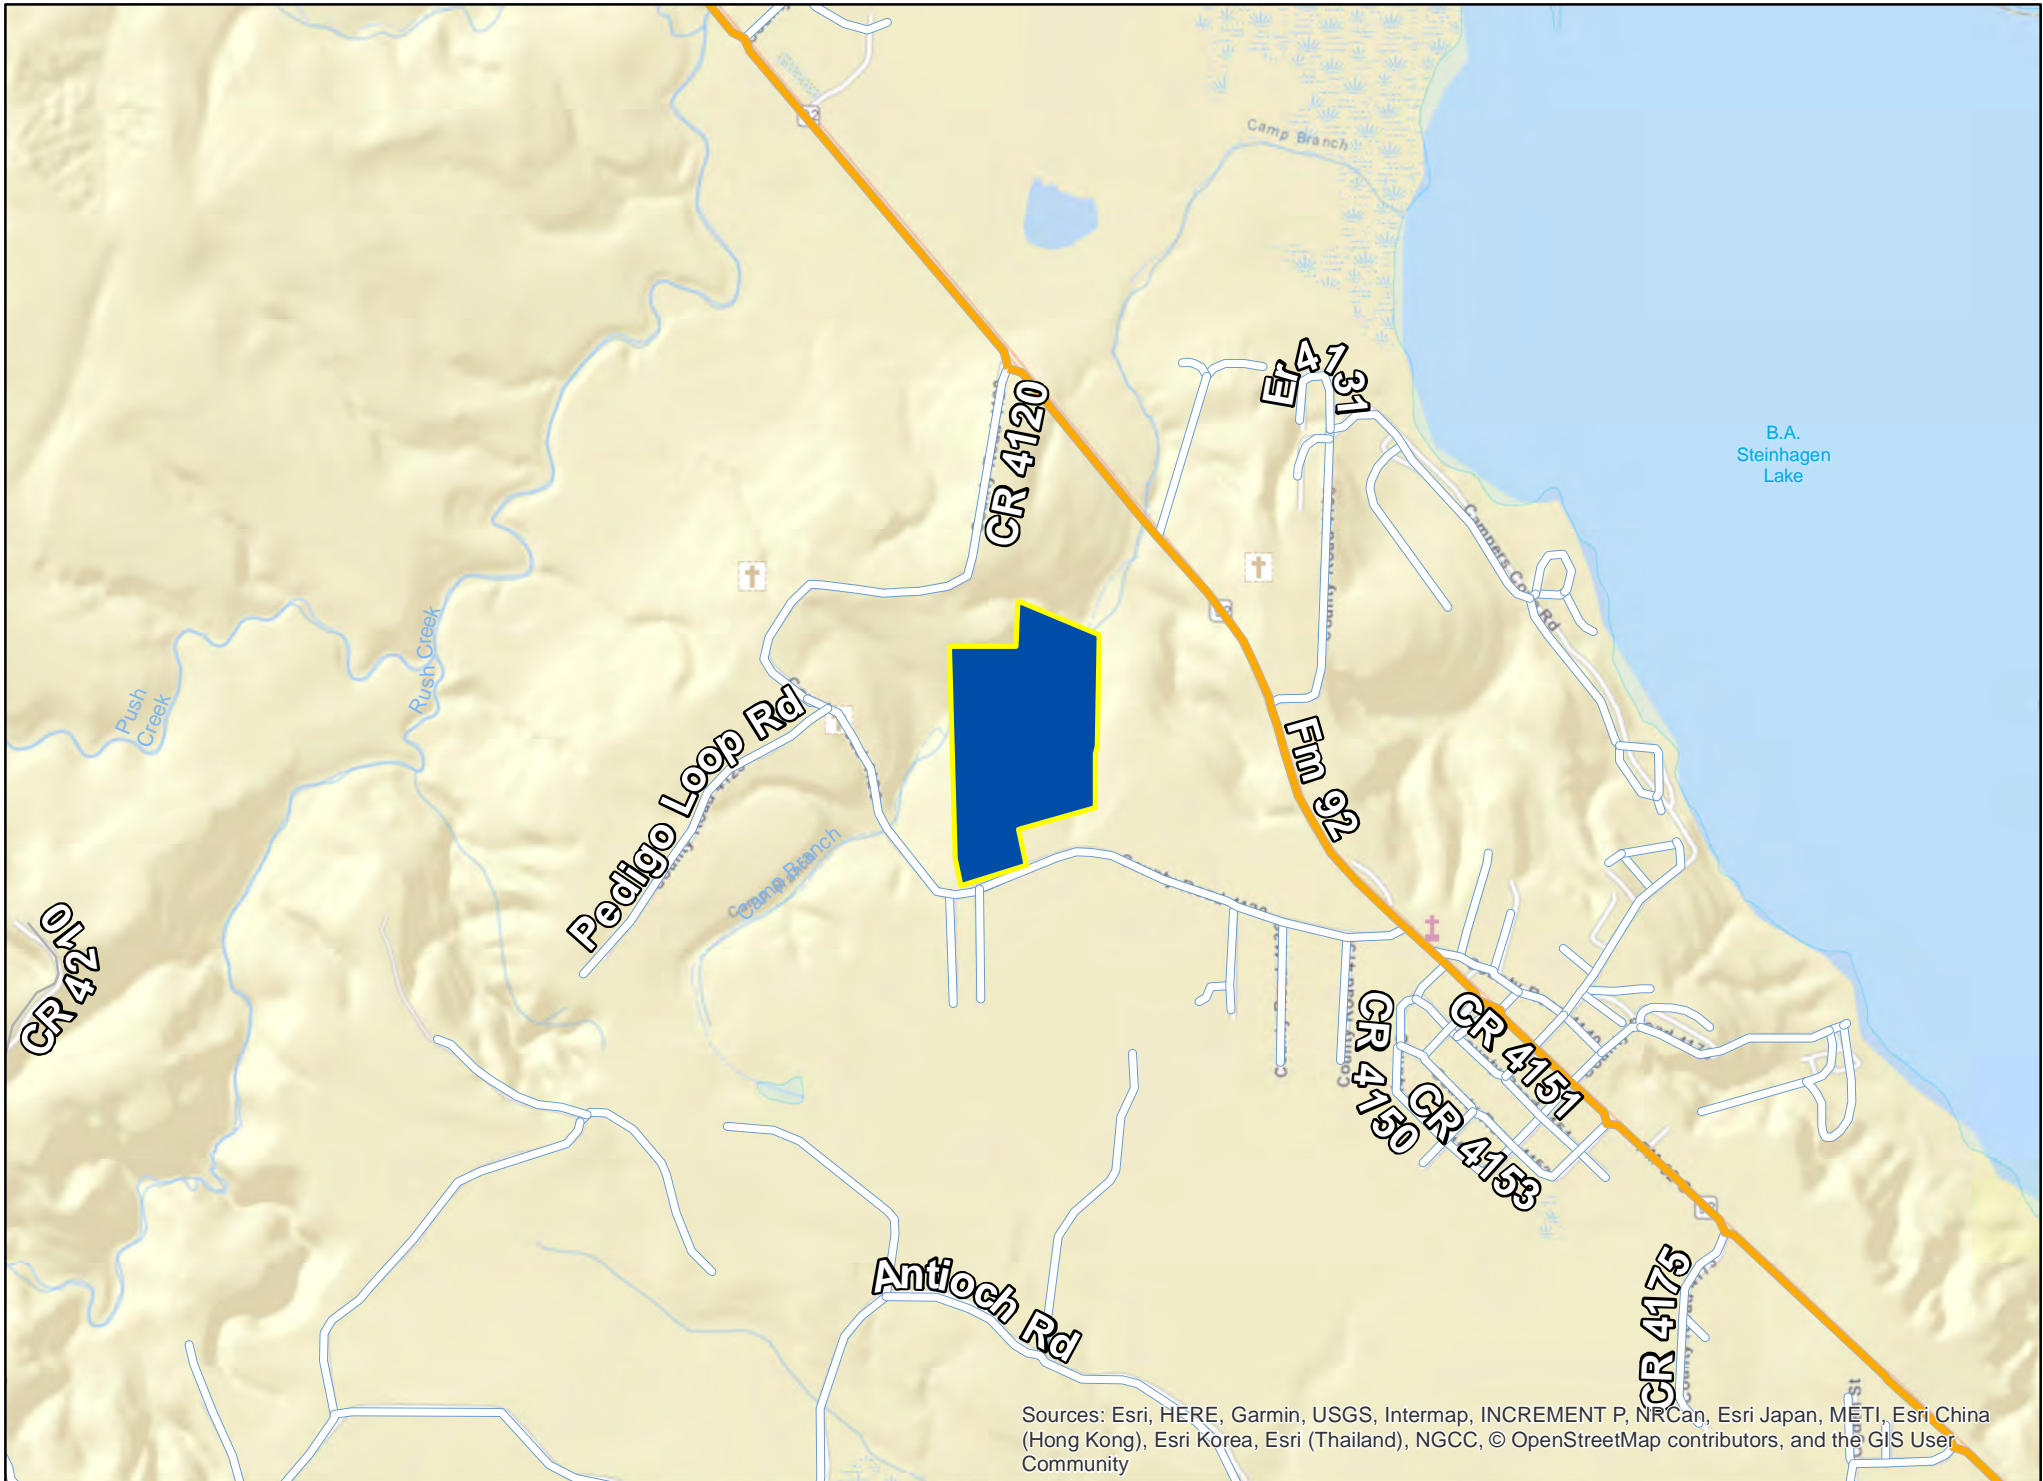 Camp Branch
Er 4131
B.A.
Steinhagen
Lake
CR 4120
Campers Cove Rd
Rush Creek
Push
Creek
Pedigo Loop Rd
Fm 92
Camp Branch
CR 4210
CR 4150
CR 4151
CR 4153
Antioch Rd
CR 4175
Sources: Esri, HERE, Garmin, USGS, Intermap, INCREMENT P, NRCan, Esri Japan, METI, Esri China
(Hong Kong), Esri Korea, Esri (Thailand), NGCC, © OpenStreetMap contributors, and the GIS User
Community